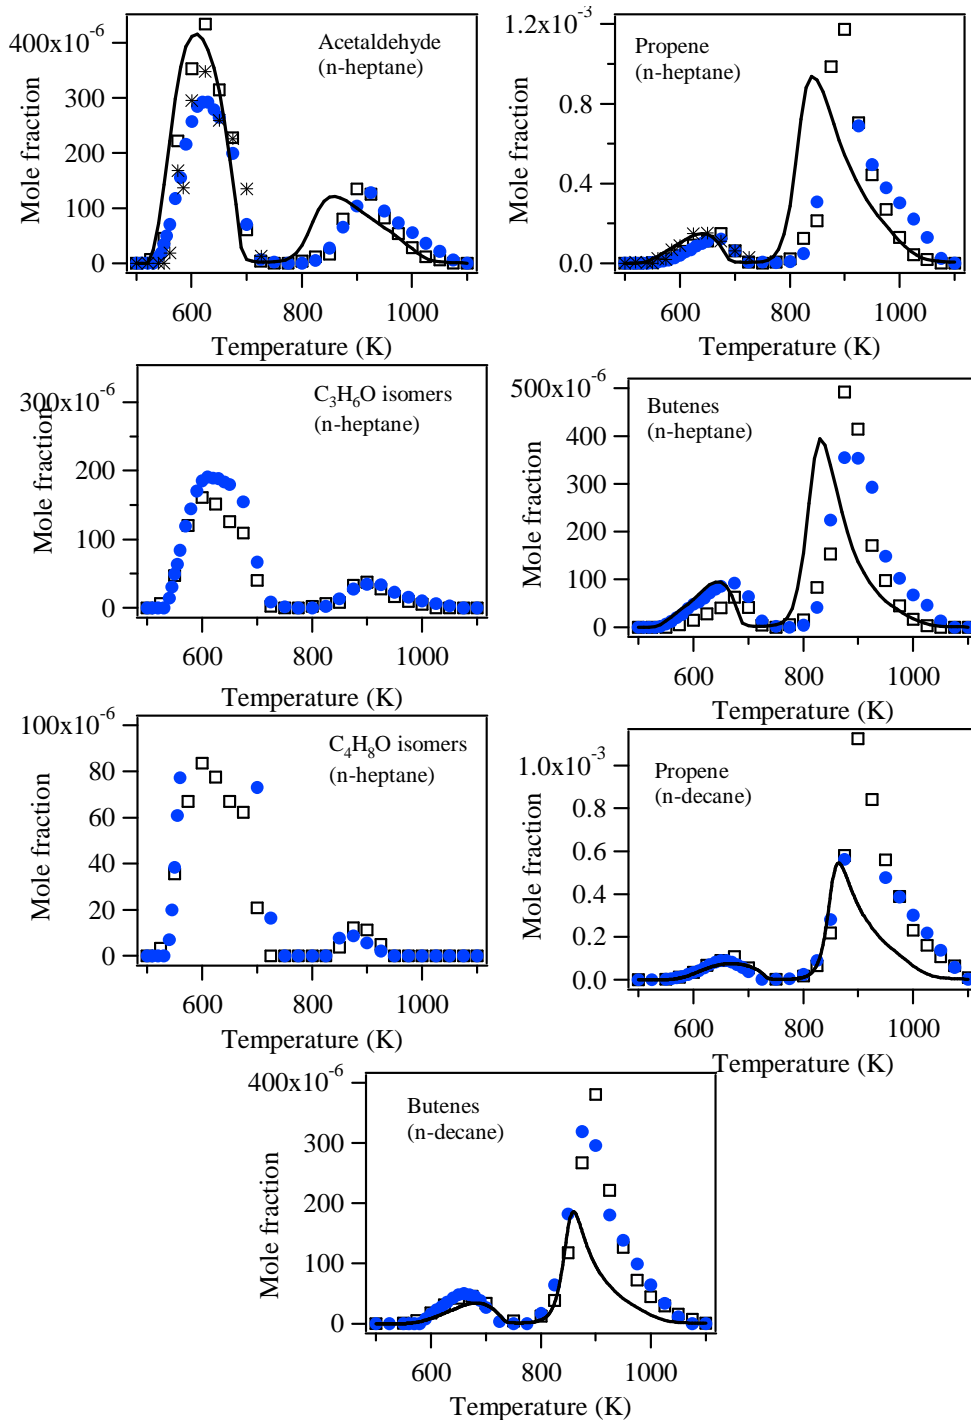 Acetaldehyde
(n-heptane)
400x10-6
300
200
100
0
Mole fraction
600 800 1000
Temperature (K)
Propene
(n-heptane)
1.2x10-3
0.8
0.4
0.0
Mole fraction
600 800 1000
Temperature (K)
C3H6O isomers
(n-heptane)
300x10-6
200
100
0
Mole fraction
600 800 1000
Temperature (K)
Butenes
(n-heptane)
500x10-6
400
300
200
100
0
Mole fraction
600 800 1000
Temperature (K)
C4H8O isomers
(n-heptane)
100x10-6
80
60
40
20
0
Mole fraction
600 800 1000
Temperature (K)
Propene
(n-decane)
1.0x10-3
0.8
0.6
0.4
0.2
0.0
Mole fraction
600 800 1000
Temperature (K)
Butenes
(n-decane)
400x10-6
300
200
100
0
Mole fraction
600 800 1000
Temperature (K)